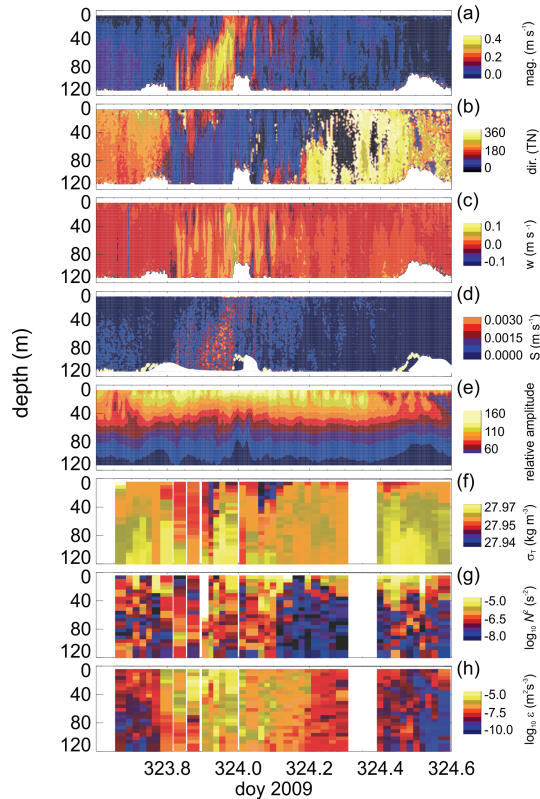 (a)
0
40
80
120
0.4
0.2
0.0
mag. (m s⁻¹)
(b)
0
40
80
120
360
180
0
dir. (TN)
(c)
0
40
80
120
0.1
0.0
-0.1
w (m s⁻¹)
(d)
0
40
80
120
0.0030
0.0015
0.0000
S (m s⁻¹)
depth (m)
(e)
0
40
80
120
160
110
60
relative amplitude
(f)
0
40
80
120
27.97
27.95
27.94
σT (kg m⁻³)
(g)
0
40
80
120
-5.0
-6.5
-8.0
log₁₀ N² (s⁻²)
(h)
0
40
80
120
-5.0
-7.5
-10.0
log₁₀ ε (m²s⁻³)
323.8 324.0 324.2 324.4 324.6
doy 2009